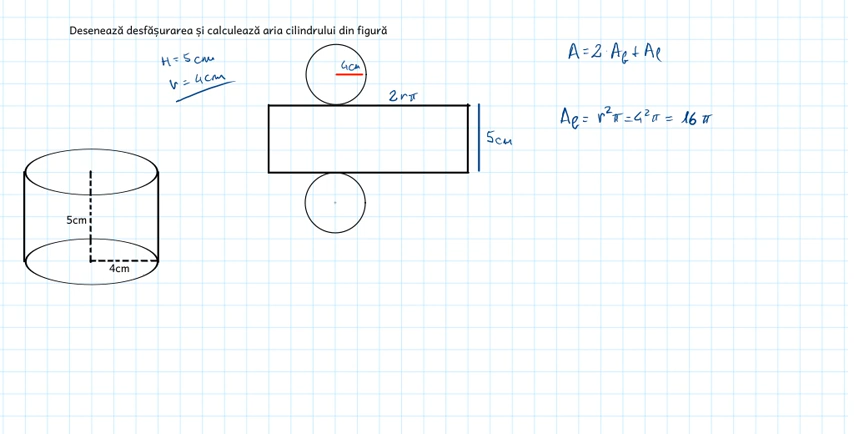 Desenează desfășurarea și calculează aria cilindrului din figură
H = 5 cm
r = 4 cm
4cm
2rπ
5cm
A = 2 Ab + Al
Ab = r²π = 4²π = 16 π
5cm
4cm